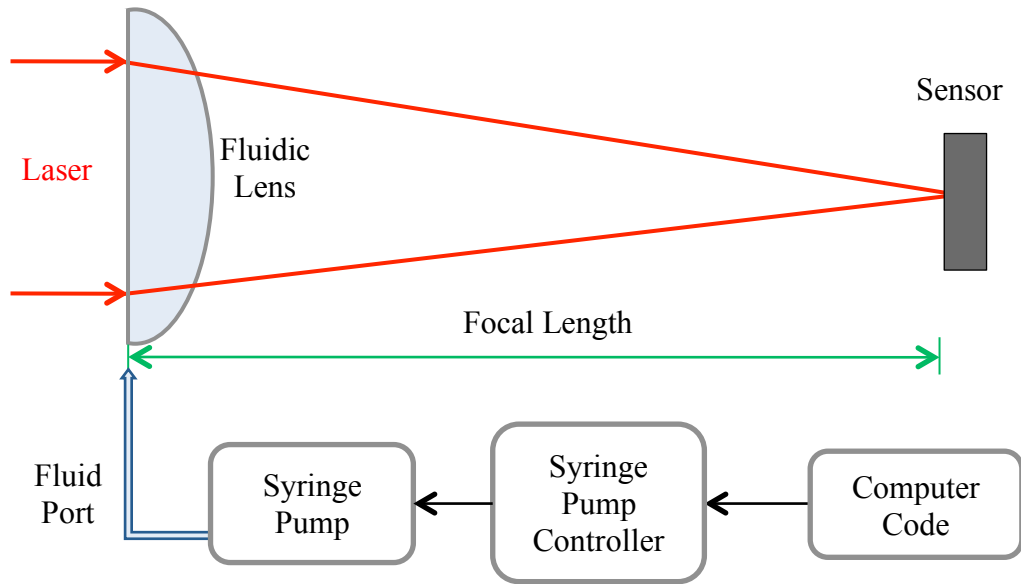 Sensor
Laser
Fluidic
Lens
Focal Length
Fluid
Port
Syringe
Pump
Syringe
Pump
Controller
Computer
Code